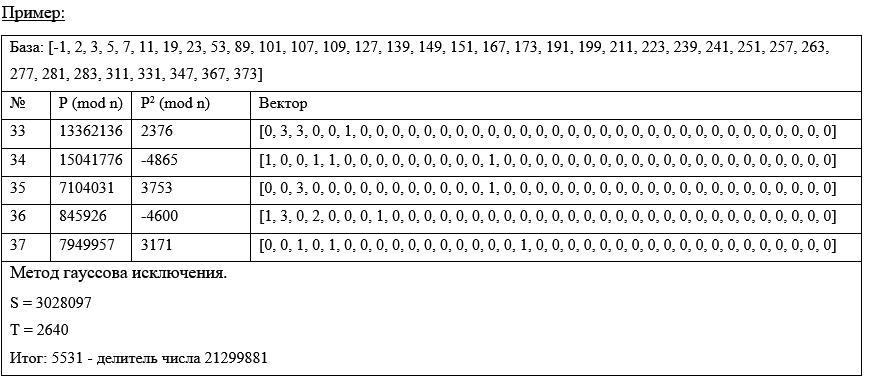 Пример:
База: [-1, 2, 3, 5, 7, 11, 19, 23, 53, 89, 101, 107, 109, 127, 139, 149, 151, 167, 173, 191, 199, 211, 223, 239, 241, 251, 257, 263,
277, 281, 283, 311, 331, 347, 367, 373]
№ P (mod n) P² (mod n) Вектор
33 13362136 2376 [0, 3, 3, 0, 0, 1, 0, 0, 0, 0, 0, 0, 0, 0, 0, 0, 0, 0, 0, 0, 0, 0, 0, 0, 0, 0, 0, 0, 0, 0, 0, 0, 0, 0, 0, 0]
34 15041776 -4865 [1, 0, 0, 1, 1, 0, 0, 0, 0, 0, 0, 0, 0, 0, 1, 0, 0, 0, 0, 0, 0, 0, 0, 0, 0, 0, 0, 0, 0, 0, 0, 0, 0, 0, 0, 0]
35 7104031 3753 [0, 0, 3, 0, 0, 0, 0, 0, 0, 0, 0, 0, 0, 0, 1, 0, 0, 0, 0, 0, 0, 0, 0, 0, 0, 0, 0, 0, 0, 0, 0, 0, 0, 0, 0, 0]
36 845926 -4600 [1, 3, 0, 2, 0, 0, 0, 1, 0, 0, 0, 0, 0, 0, 0, 0, 0, 0, 0, 0, 0, 0, 0, 0, 0, 0, 0, 0, 0, 0, 0, 0, 0, 0, 0, 0]
37 7949957 3171 [0, 0, 1, 0, 1, 0, 0, 0, 0, 0, 0, 0, 0, 0, 0, 0, 1, 0, 0, 0, 0, 0, 0, 0, 0, 0, 0, 0, 0, 0, 0, 0, 0, 0, 0, 0]
Метод гауссова исключения.
S = 3028097
T = 2640
Итог: 5531 - делитель числа 21299881